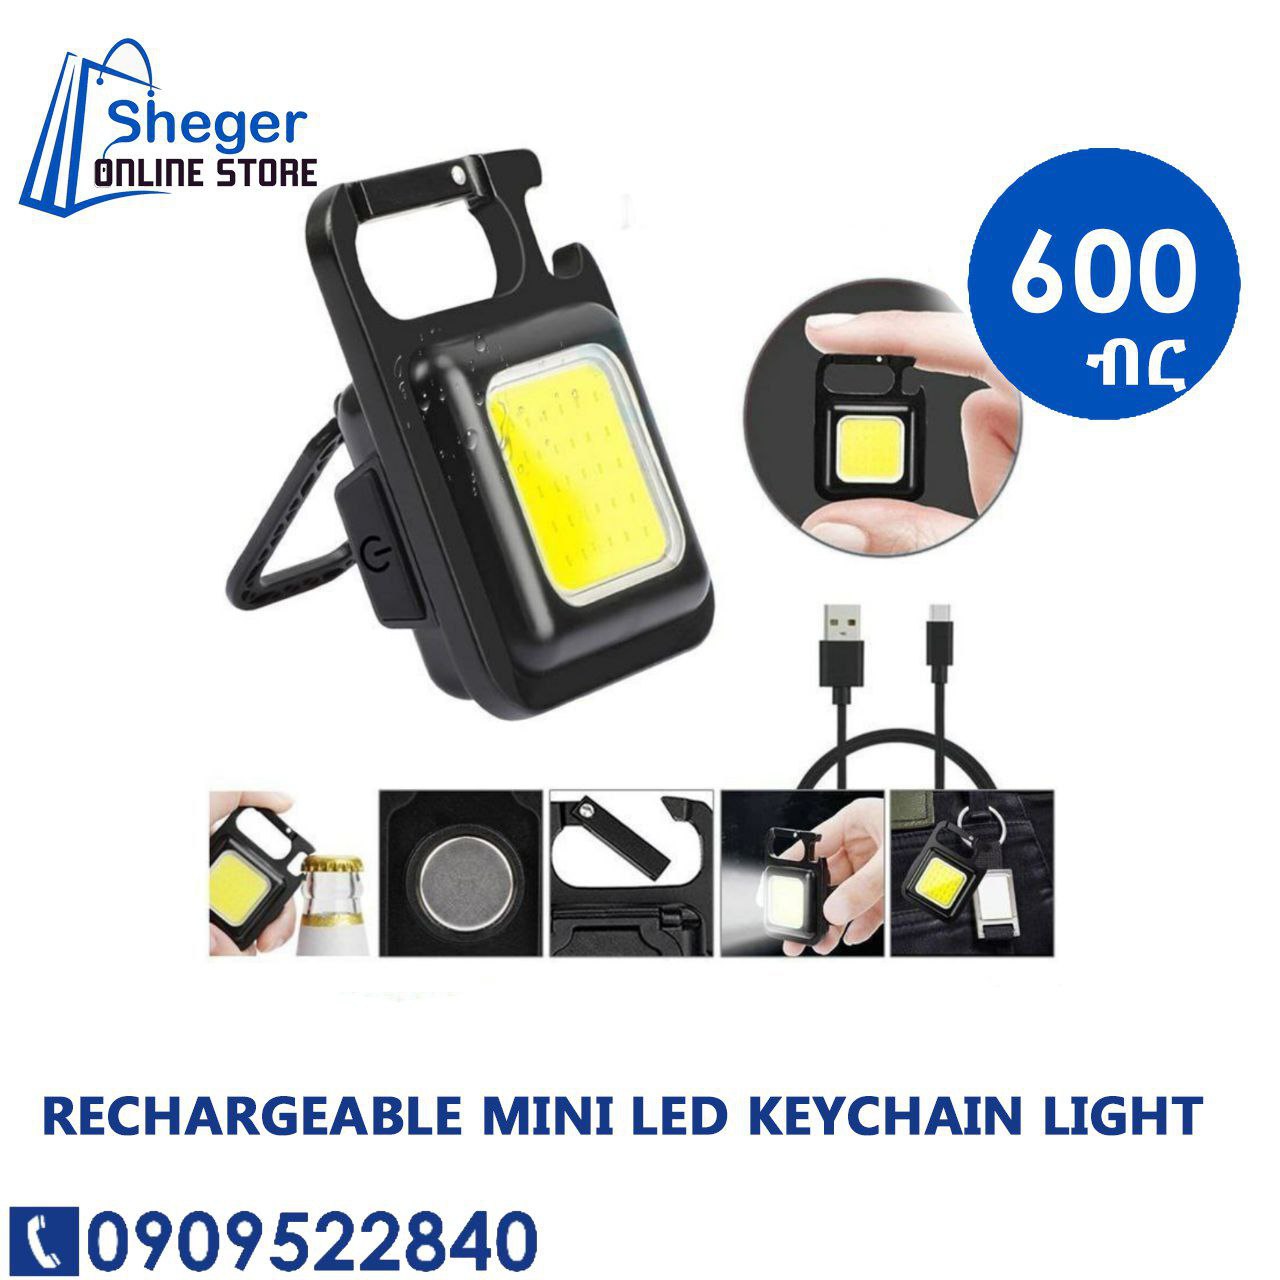 Sheger
ONLINE STORE
600
ብር
RECHARGEABLE MINI LED KEYCHAIN LIGHT
0909522840